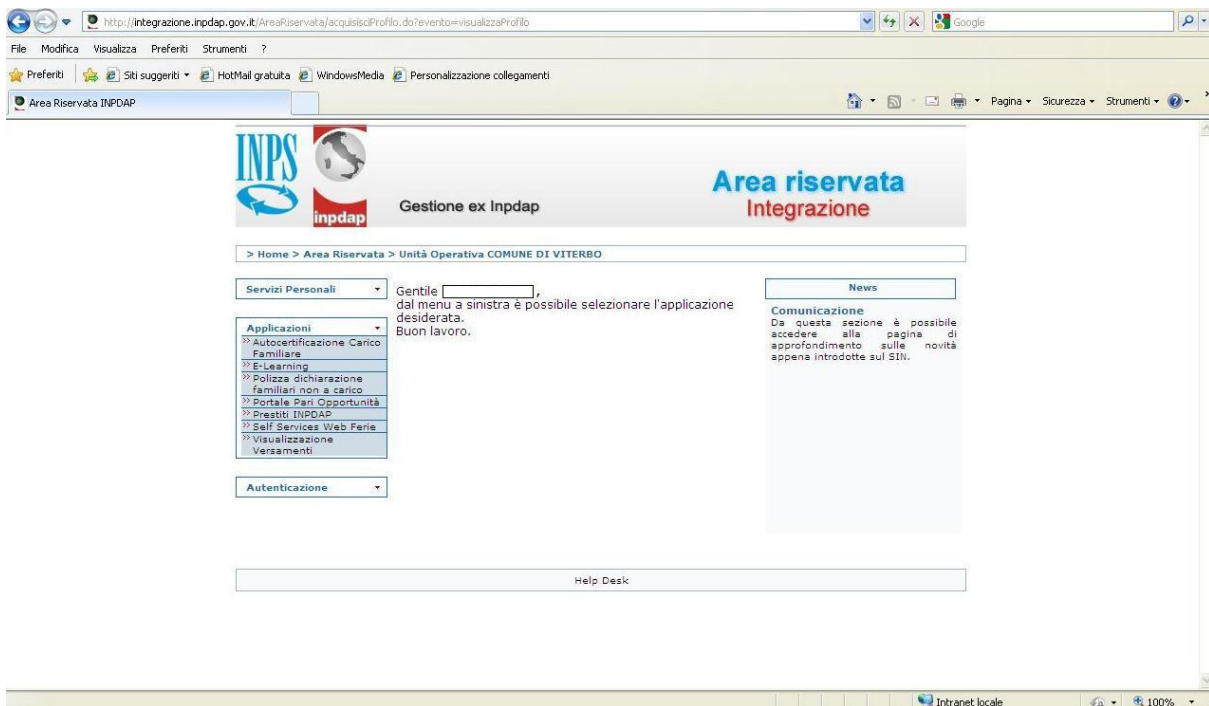 http://integrazione.inpdap.gov.it/AreaRiservata/acquisisciProfilo.do?evento=visualizzaProfilo
Google
File Modifica Visualizza Preferiti Strumenti ?
Preferiti Siti suggeriti HotMail gratuita WindowsMedia Personalizzazione collegamenti
Area Riservata INPDAP
Pagina Sicurezza Strumenti
INPS
inpdap
Gestione ex Inpdap
Area riservata
Integrazione
> Home > Area Riservata > Unità Operativa COMUNE DI VITERBO
Servizi Personali
Applicazioni
Autocertificazione Carico
Familiare
E-Learning
Polizza dichiarazione
familiari non a carico
Portale Pari Opportunità
Prestiti INPDAP
Self Services Web Ferie
Visualizzazione
Versamenti
Autenticazione
Gentile ,
dal menu a sinistra è possibile selezionare l'applicazione
desiderata.
Buon lavoro.
News
Comunicazione
Da questa sezione è possibile
accedere alla pagina di
approfondimento sulle novità
appena introdotte sul SIN.
Help Desk
Intranet locale
100%